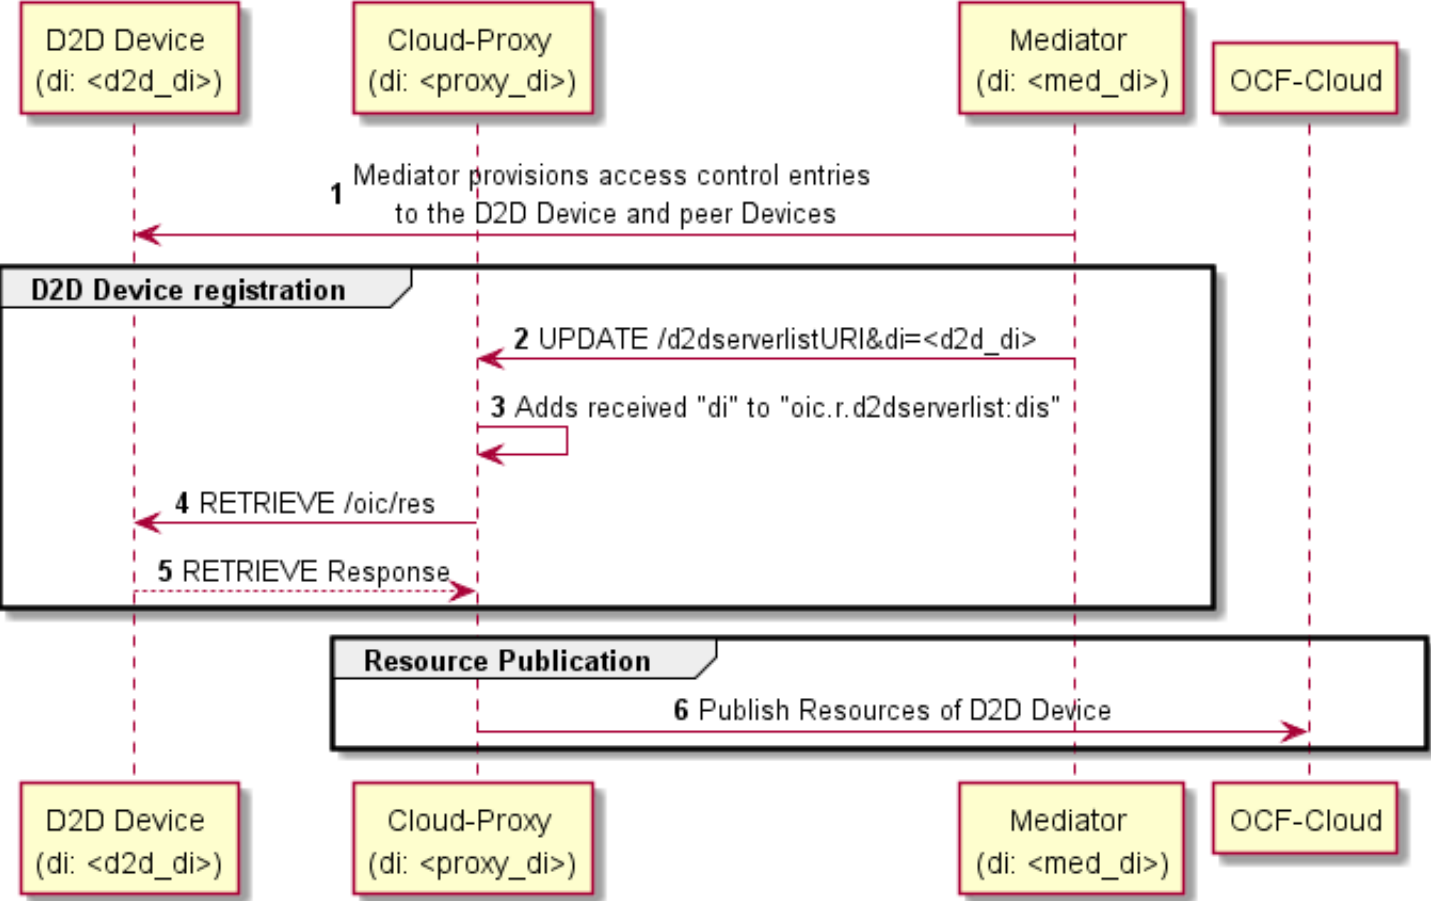 D2D Device
(di: <d2d_di>)
Cloud-Proxy
(di: <proxy_di>)
Mediator
(di: <med_di>)
OCF-Cloud
1 Mediator provisions access control entries
to the D2D Device and peer Devices
D2D Device registration
2 UPDATE /d2dserverlistURI&di=<d2d_di>
3 Adds received "di" to "oic.r.d2dserverlist:dis"
4 RETRIEVE /oic/res
5 RETRIEVE Response
Resource Publication
6 Publish Resources of D2D Device
D2D Device
(di: <d2d_di>)
Cloud-Proxy
(di: <proxy_di>)
Mediator
(di: <med_di>)
OCF-Cloud